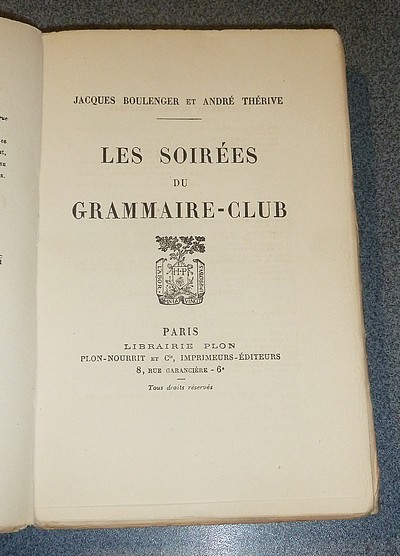 JACQUES BOULENGER ET ANDRÉ THÉRIVE
LES SOIRÉES
DU
GRAMMAIRE-CLUB
H·P
PARIS
LIBRAIRIE PLON
PLON-NOURRIT ET Cie, IMPRIMEURS-ÉDITEURS
8, RUE GARANCIÈRE - 6e
Tous droits réservés